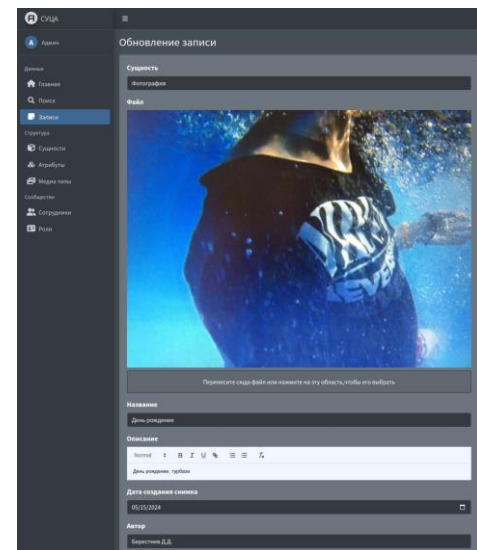 СУЦА
Админ
Обновление записи
Данные
Главная
Поиск
Записи
Структура
Сущности
Атрибуты
Медиа типы
Сообщество
Сотрудники
Роли
Сущность
Фотография
Файл
Перенесите сюда файл или нажмите на эту область,чтобы его выбрать
Название
День рождение
Описание
Normal
День рождение, турбаза
Дата создания снимка
05/15/2024
Автор
Берестнев Д.Д.